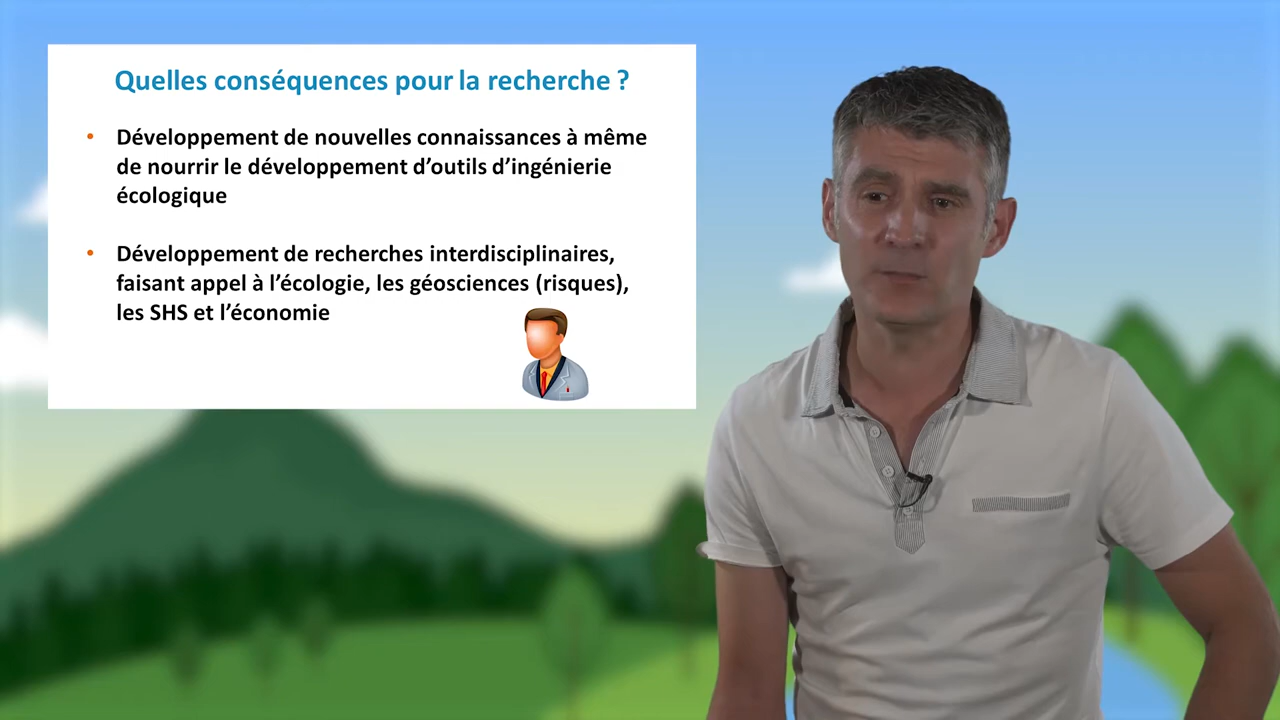 Quelles conséquences pour la recherche ?
• Développement de nouvelles connaissances à même
de nourrir le développement d’outils d’ingénierie
écologique
• Développement de recherches interdisciplinaires,
faisant appel à l’écologie, les géosciences (risques),
les SHS et l’économie